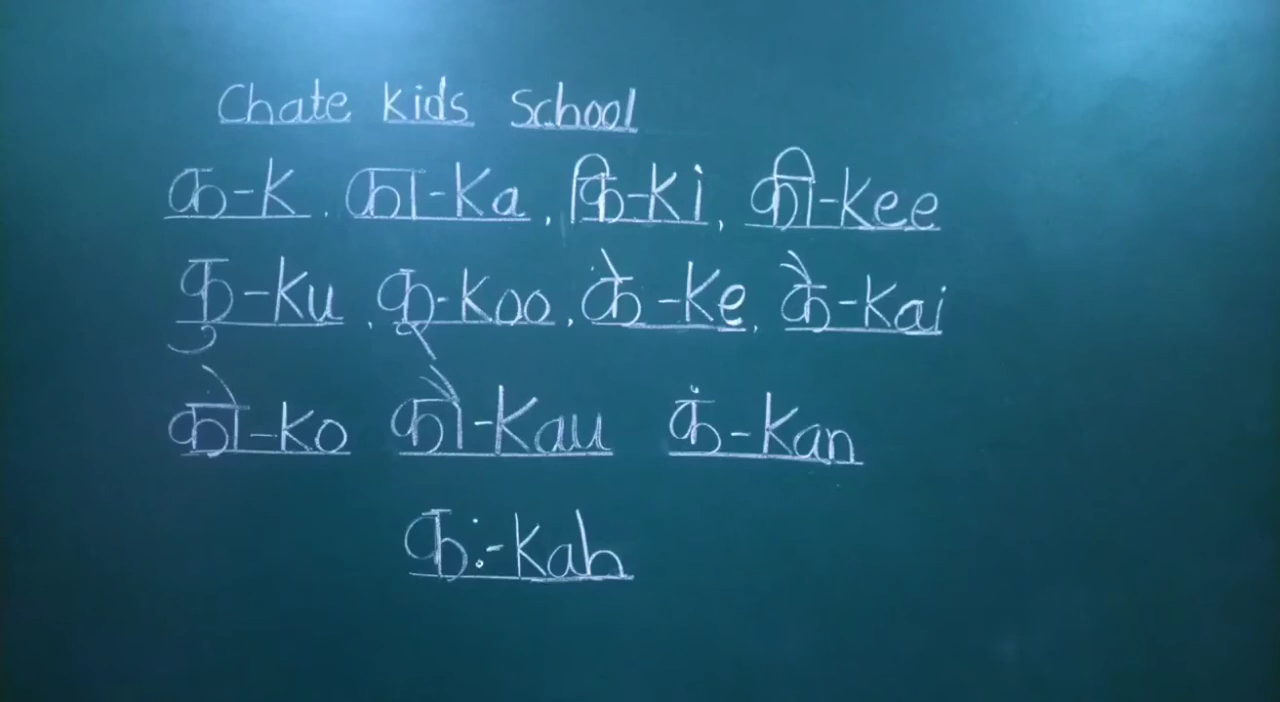 Chate Kids School
क-K, का-Ka, कि-Ki, की-Kee
कु-Ku, कू-Koo, के-Ke, कै-Kai
को-Ko कौ-Kau कं-Kan
कः-Kah